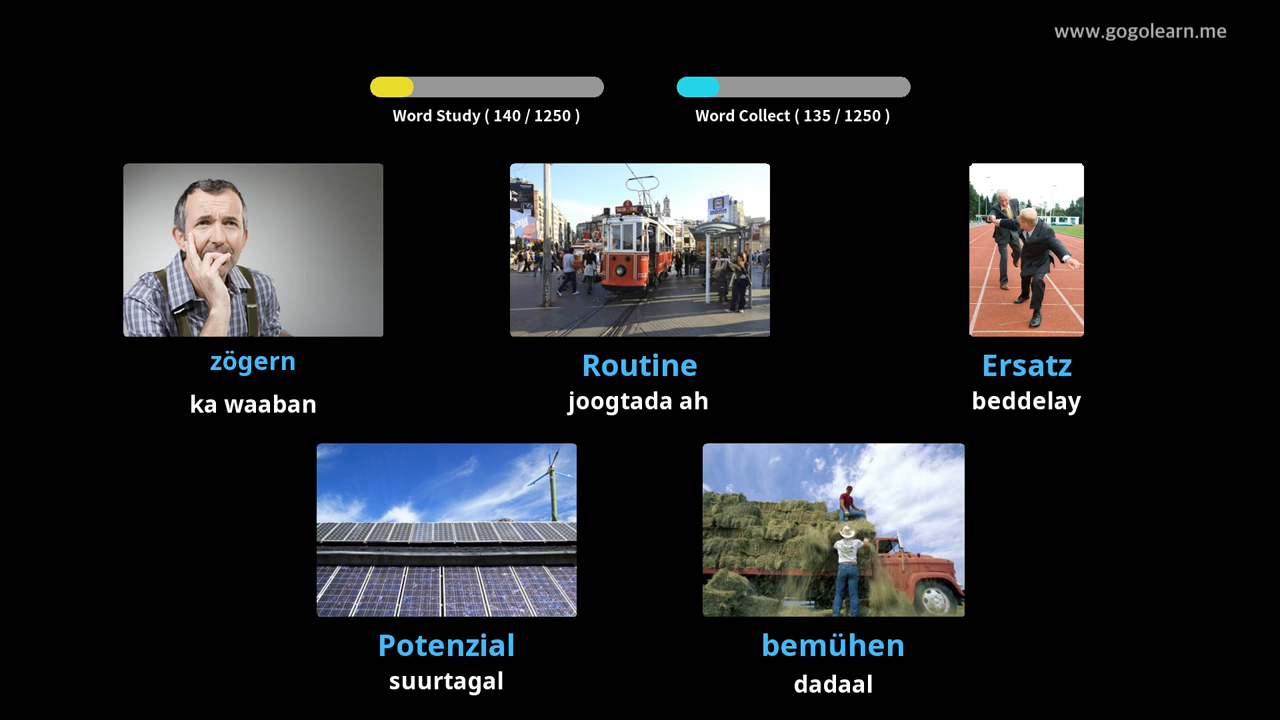 www.gogolearn.me
Word Study ( 140 / 1250 )
Word Collect ( 135 / 1250 )
zögern
ka waaban
Routine
joogtada ah
Ersatz
beddelay
Potenzial
suurtagal
bemühen
dadaal